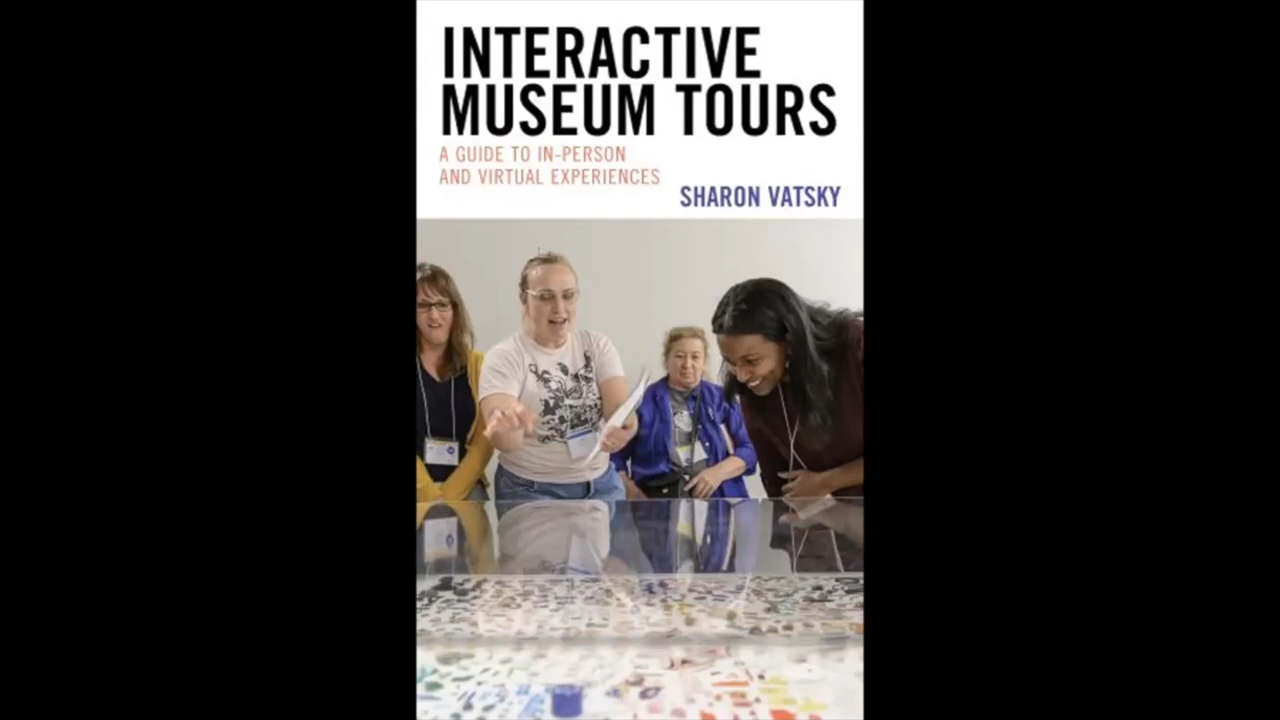 INTERACTIVE
MUSEUM TOURS
A GUIDE TO IN-PERSON
AND VIRTUAL EXPERIENCES
SHARON VATSKY